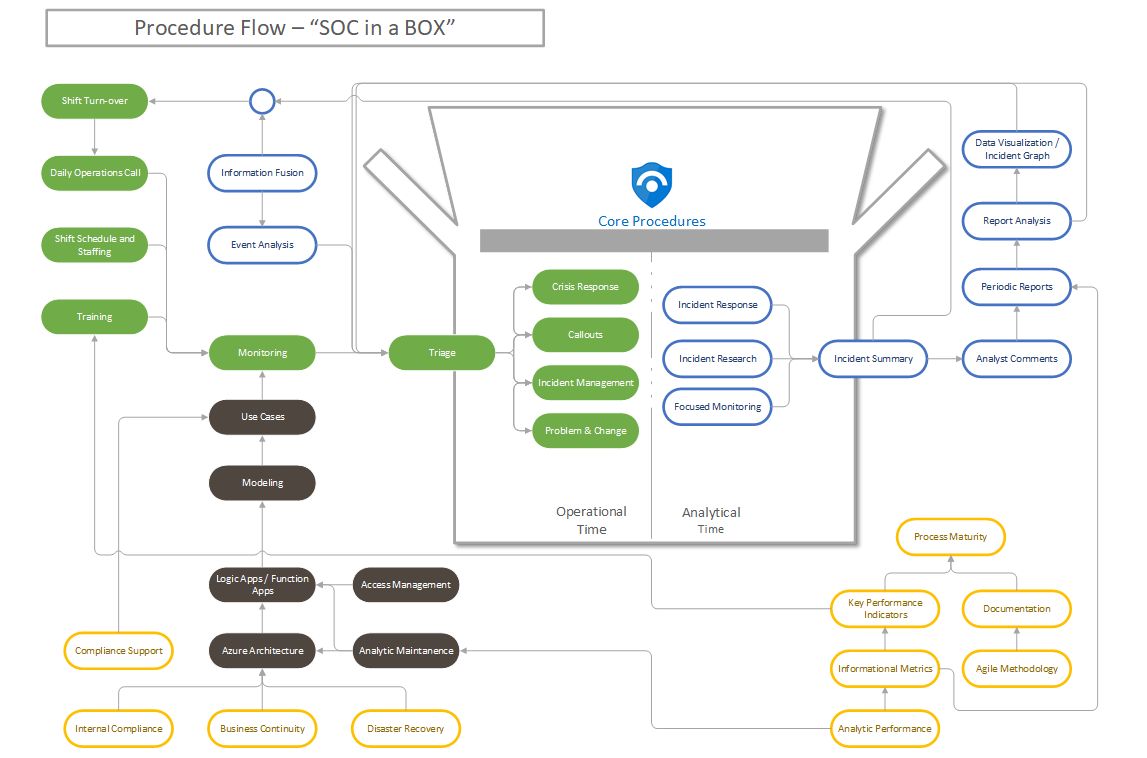 Procedure Flow – “SOC in a BOX”
Shift Turn-over
Daily Operations Call
Shift Schedule and
Staffing
Training
Information Fusion
Event Analysis
Monitoring
Use Cases
Modeling
Logic Apps / Function
Apps
Access Management
Azure Architecture
Analytic Maintanence
Compliance Support
Internal Compliance
Business Continuity
Disaster Recovery
Core Procedures
Triage
Crisis Response
Callouts
Incident Management
Problem & Change
Incident Response
Incident Research
Focused Monitoring
Operational
Time
Analytical
Time
Incident Summary
Data Visualization /
Incident Graph
Report Analysis
Periodic Reports
Analyst Comments
Process Maturity
Key Performance
Indicators
Documentation
Informational Metrics
Agile Methodology
Analytic Performance